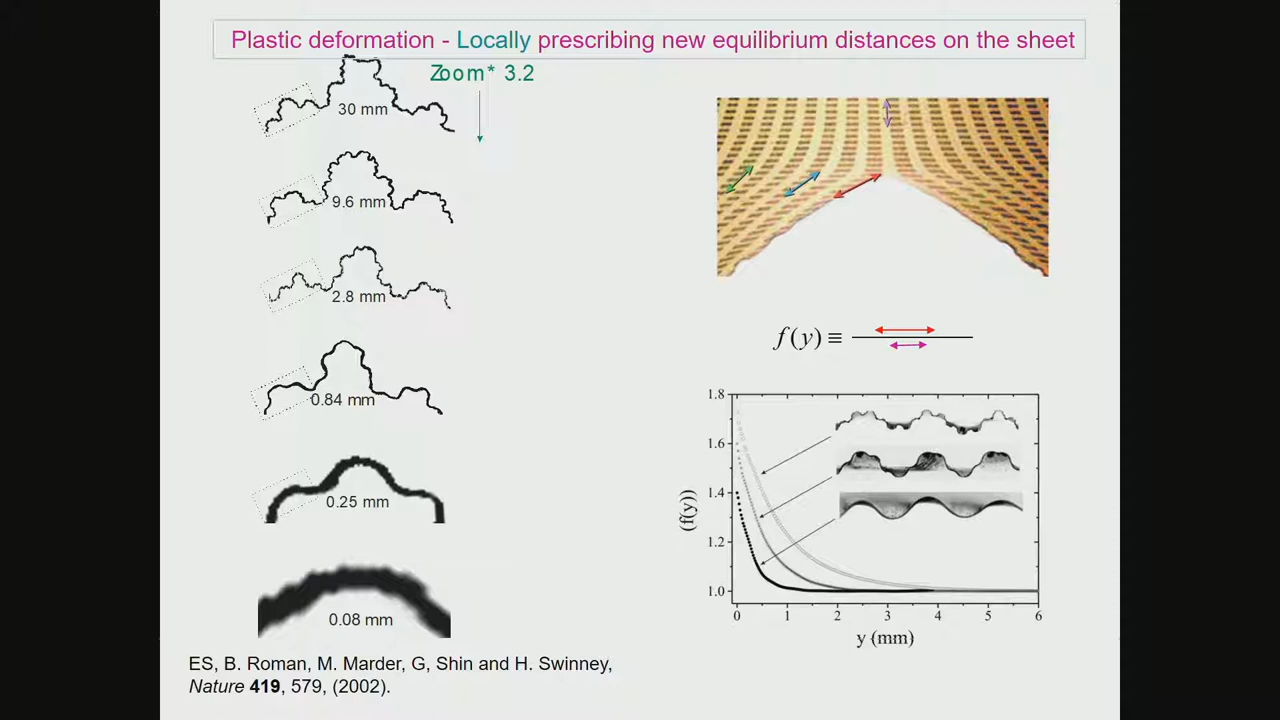 Plastic deformation - Locally prescribing new equilibrium distances on the sheet
Zoom* 3.2
30 mm
9.6 mm
2.8 mm
0.84 mm
0.25 mm
0.08 mm
f(y) ≡
1.8
1.6
1.4
1.2
1.0
(f(y))
0 1 2 3 4 5 6
y (mm)
ES, B. Roman, M. Marder, G, Shin and H. Swinney,
Nature 419, 579, (2002).